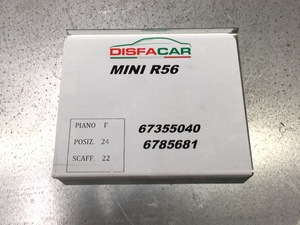 DISFACAR
MINI R56
PIANO F
POSIZ. 24
SCAFF. 22
67355040
6785681